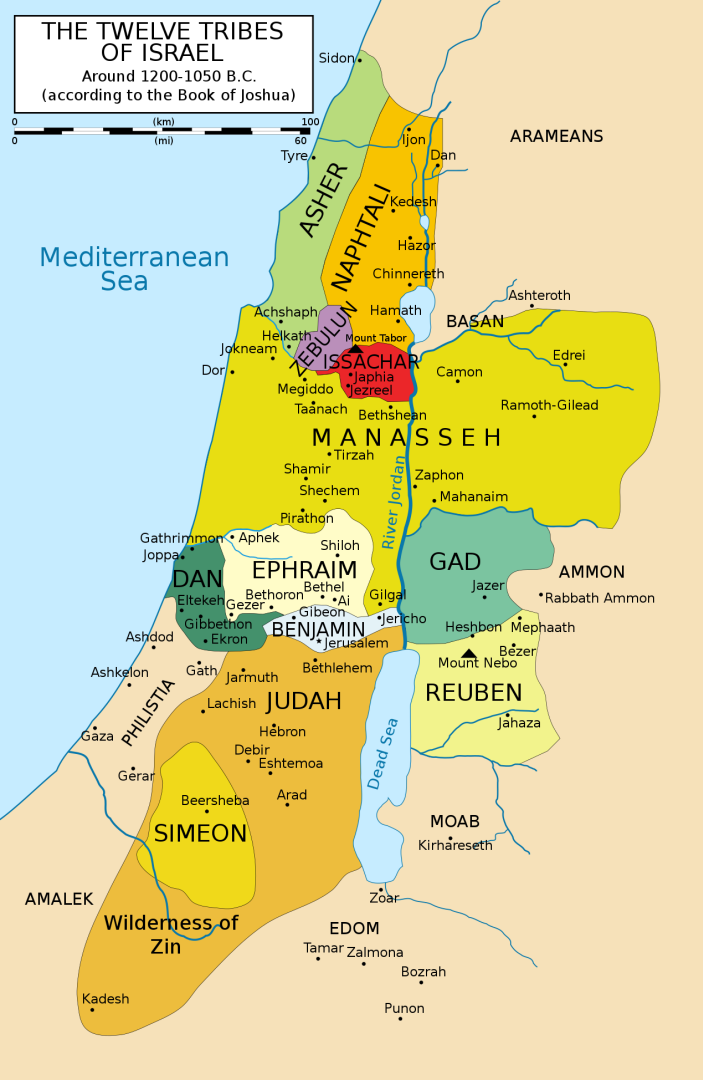 THE TWELVE TRIBES
OF ISRAEL
Around 1200-1050 B.C.
(according to the Book of Joshua)
0 (km) 100
0 (mi) 60
Sidon
ARAMEANS
Ijon
Tyre
Dan
ASHER
NAPHTALI
Kedesh
Hazor
Mediterranean
Sea
Chinnereth
Ashteroth
Achshaph
Hamath
BASAN
Helkath
ZEBULUN
Mount Tabor
Jokneam
ISSACHAR
Edrei
Dor
Japhia
Camon
Megiddo
Jezreel
Taanach
Bethshean
Ramoth-Gilead
MANASSEH
Tirzah
Shamir
Zaphon
Shechem
Mahanaim
River Jordan
Pirathon
Gathrimmon
Aphek
Joppa
Shiloh
GAD
DAN
EPHRAIM
AMMON
Bethel
Jazer
Eltekeh
Bethoron
Ai
Gilgal
Rabbath Ammon
Gezer
Gibeon
Gibbethon
Jericho
BENJAMIN
Heshbon
Mephaath
Ashdod
Ekron
Jerusalem
Bezer
Mount Nebo
Ashkelon
Gath
Jarmuth
Bethlehem
REUBEN
PHILISTIA
Lachish
JUDAH
Jahaza
Gaza
Hebron
Dead Sea
Debir
Eshtemoa
Gerar
Arad
Beersheba
SIMEON
MOAB
Kirhareseth
AMALEK
Zoar
Wilderness of
Zin
EDOM
Tamar
Zalmona
Bozrah
Kadesh
Punon